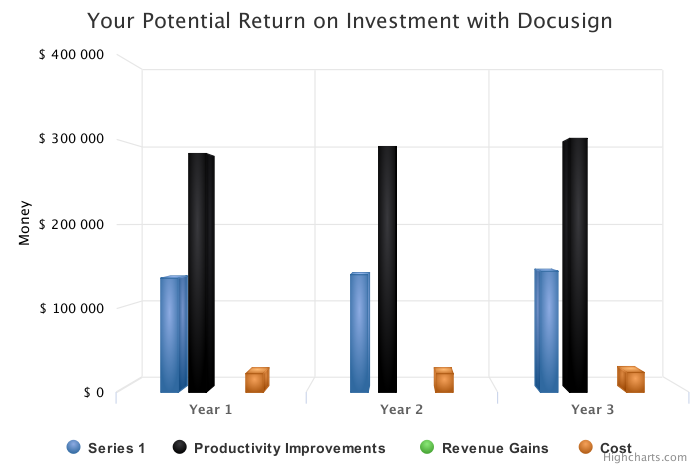 Your Potential Return on Investment with Docusign
$ 400 000
$ 300 000
$ 200 000
$ 100 000
$ 0
Money
Year 1
Year 2
Year 3
Series 1
Productivity Improvements
Revenue Gains
Cost
Highcharts.com